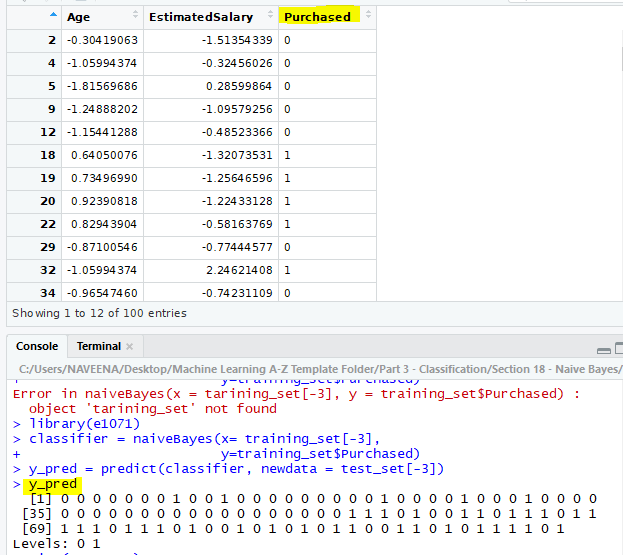 Age EstimatedSalary Purchased
2 -0.30419063 -1.51354339 0
4 -1.05994374 -0.32456026 0
5 -1.81569686 0.28599864 0
9 -1.24888202 -1.09579256 0
12 -1.15441288 -0.48523366 0
18 0.64050076 -1.32073531 1
19 0.73496990 -1.25646596 1
20 0.92390818 -1.22433128 1
22 0.82943904 -0.58163769 1
29 -0.87100546 -0.77444577 0
32 -1.05994374 2.24621408 1
34 -0.96547460 -0.74231109 0
Showing 1 to 12 of 100 entries
Console Terminal ×
C:/Users/NAVEENA/Desktop/Machine Learning A-Z Template Folder/Part 3 - Classification/Section 18 - Naive Bayes/
+ y=training_set$Purchased)
Error in naiveBayes(x = tarining_set[-3], y = training_set$Purchased) :
object 'tarining_set' not found
> library(e1071)
> classifier = naiveBayes(x= training_set[-3],
+ y=training_set$Purchased)
> y_pred = predict(classifier, newdata = test_set[-3])
> y_pred
[1] 0 0 0 0 0 0 0 1 0 0 1 0 0 0 0 0 0 0 0 0 1 0 0 0 0 1 0 0 0 1 0 0 0 0
[35] 0 0 0 0 0 0 0 0 0 0 0 0 0 0 0 0 0 0 1 1 1 0 1 0 0 1 1 0 1 1 1 0 1 1
[69] 1 1 1 0 1 1 1 0 1 0 0 1 0 1 0 1 0 1 1 0 0 1 1 0 1 0 1 1 1 1 0 1
Levels: 0 1